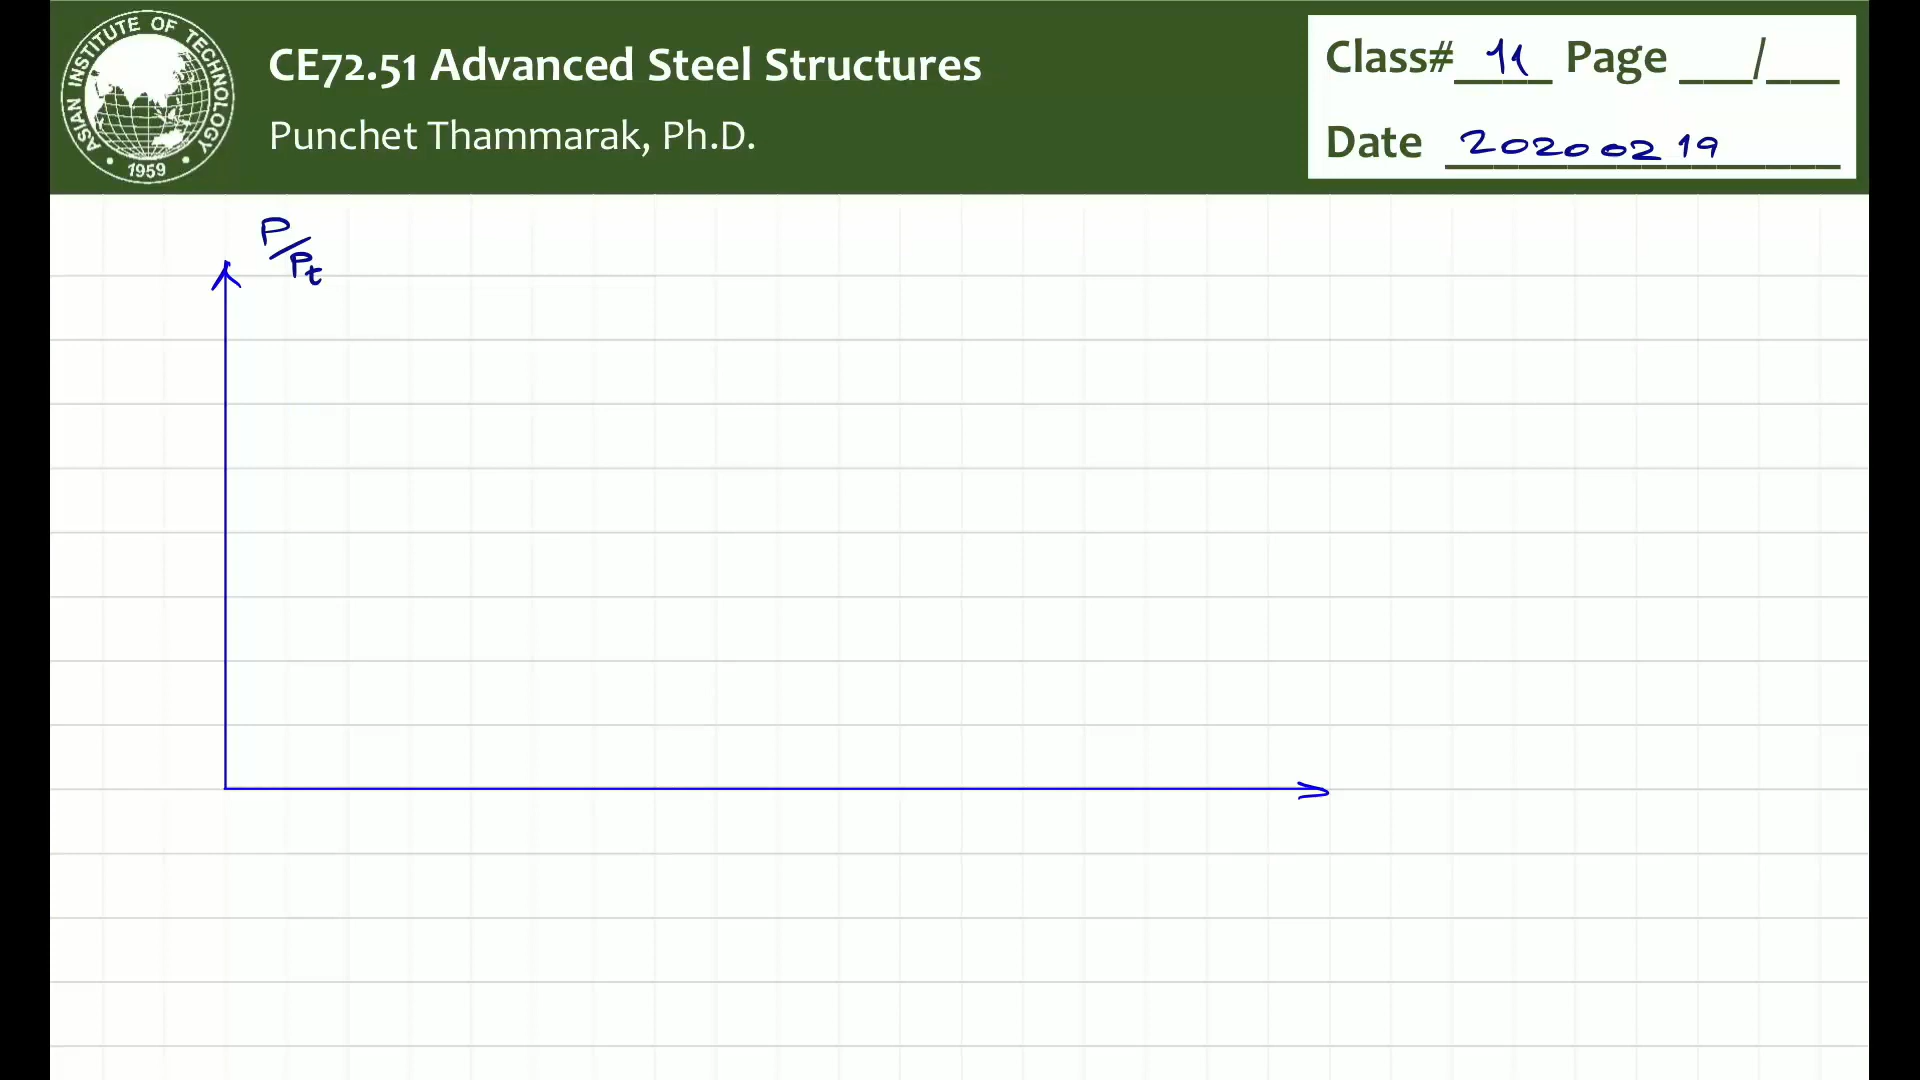 ASIAN INSTITUTE OF TECHNOLOGY
• 1959 •
CE72.51 Advanced Steel Structures
Punchet Thammarak, Ph.D.
Class# 11 Page ___/___
Date 20200219
P/Pt